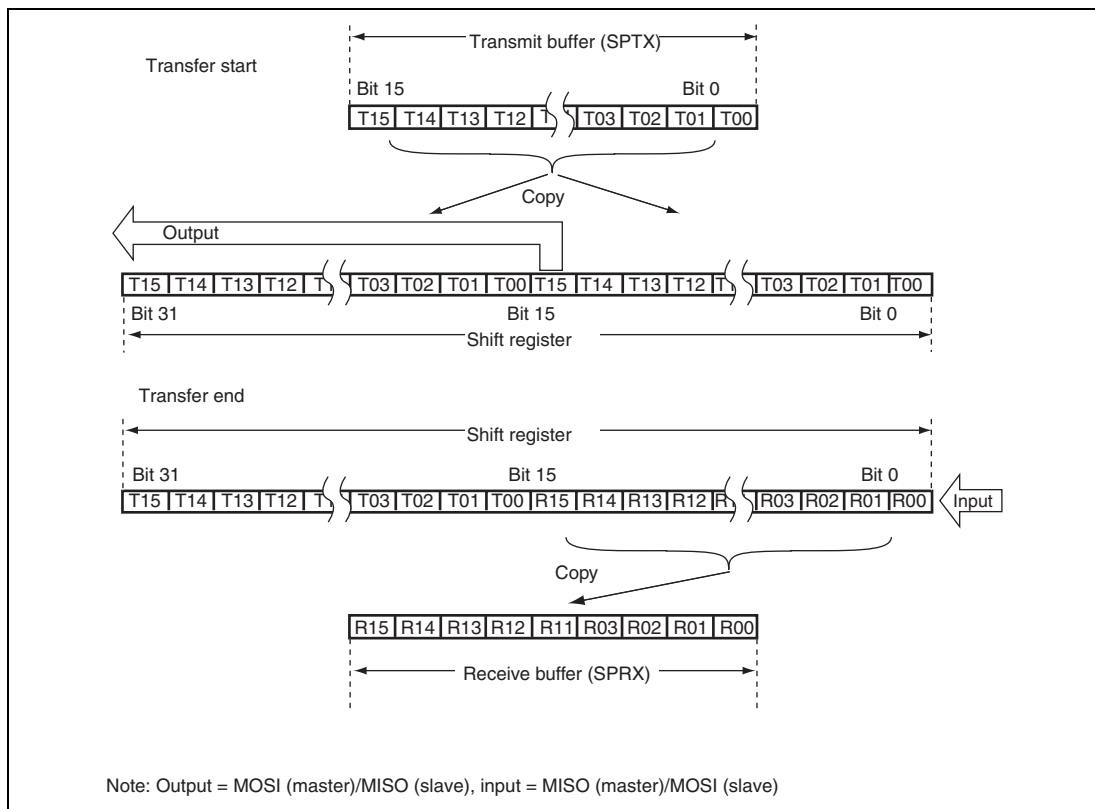 Transmit buffer (SPTX)
Transfer start
Bit 15 Bit 0
T15 T14 T13 T12 T03 T02 T01 T00
Copy
Output
T15 T14 T13 T12 T03 T02 T01 T00 T15 T14 T13 T12 T03 T02 T01 T00
Bit 31 Bit 15 Bit 0
Shift register
Transfer end
Shift register
Bit 31 Bit 15 Bit 0
T15 T14 T13 T12 T03 T02 T01 T00 R15 R14 R13 R12 R03 R02 R01 R00
Input
Copy
R15 R14 R13 R12 R11 R03 R02 R01 R00
Receive buffer (SPRX)
Note: Output = MOSI (master)/MISO (slave), input = MISO (master)/MOSI (slave)